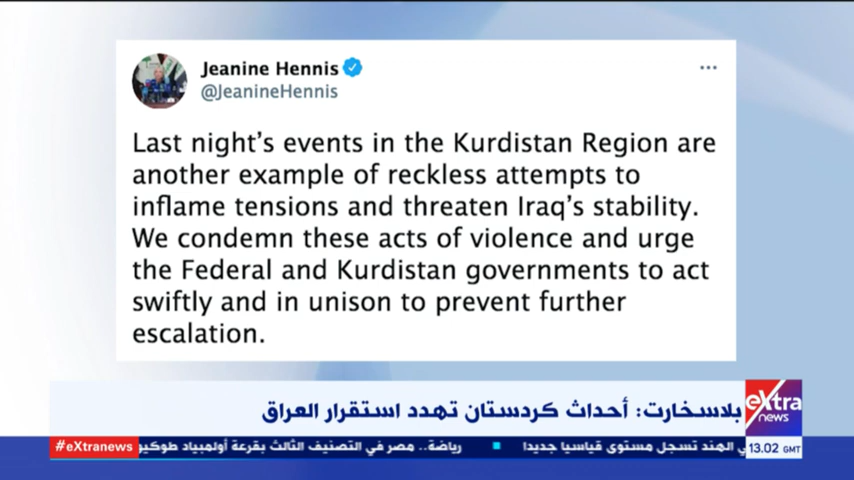 Jeanine Hennis
@JeanineHennis
Last night's events in the Kurdistan Region are
another example of reckless attempts to
inflame tensions and threaten Iraq's stability.
We condemn these acts of violence and urge
the Federal and Kurdistan governments to act
swiftly and in unison to prevent further
escalation.
بلاسخارت: أحداث كردستان تهدد استقرار العراق
eXtra
news
#eXtranews
ي الهند تسجل مستوى قياسيا جديدا
رياضة.. مصر في التصنيف الثالث بقرعة أولمبياد طوكيو
13.02 GMT